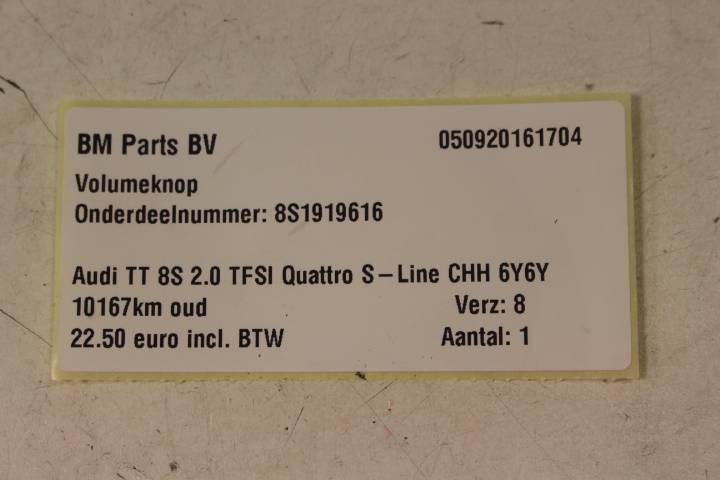 BM Parts BV 050920161704
Volumeknop
Onderdeelnummer: 8S1919616
Audi TT 8S 2.0 TFSI Quattro S-Line CHH 6Y6Y
10167km oud Verz: 8
22.50 euro incl. BTW Aantal: 1